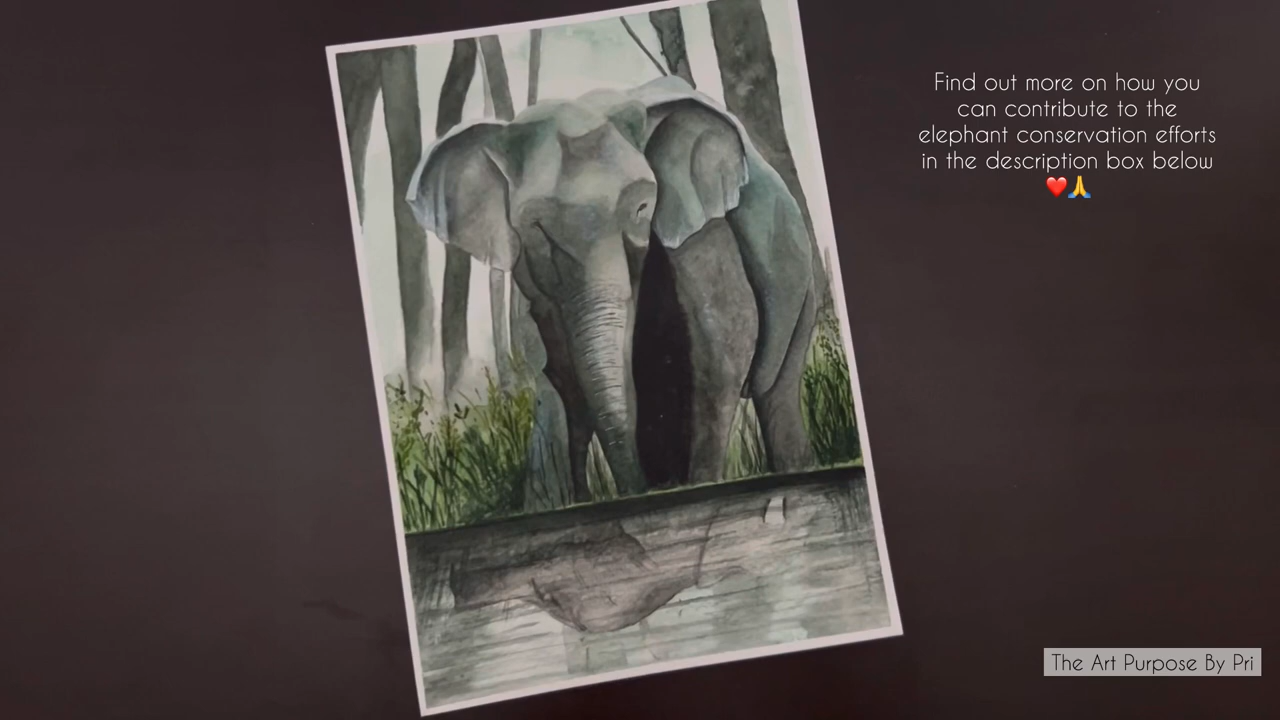 Find out more on how you
can contribute to the
elephant conservation efforts
in the description box below
❤️🙏
The Art Purpose By Pri